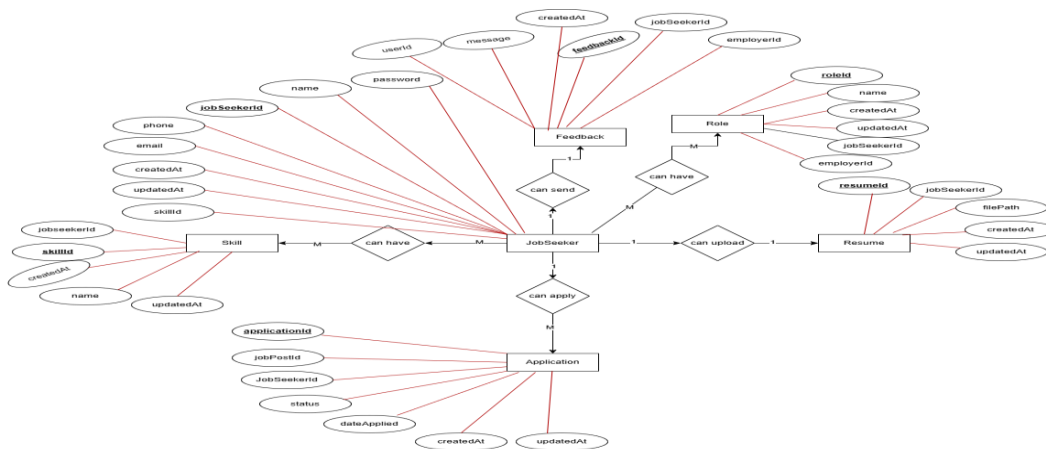 createdAt
jobSeekerId
message
feedbackId
employerId
userId
name
password
roleId
jobSeekerId
name
phone
Feedback
Role
createdAt
email
updatedAt
1
M
jobSeekerId
createdAt
can have
employerId
can send
updatedAt
resumeId
jobSeekerId
skillId
M
filePath
jobseekerId
1
Skill
M
can have
M
JobSeeker
1
can upload
1
Resume
createdAt
skillId
updatedAt
createdAt
1
name
can apply
updatedAt
M
applicationId
jobPostId
Application
JobSeekerId
status
dateApplied
createdAt
updatedAt